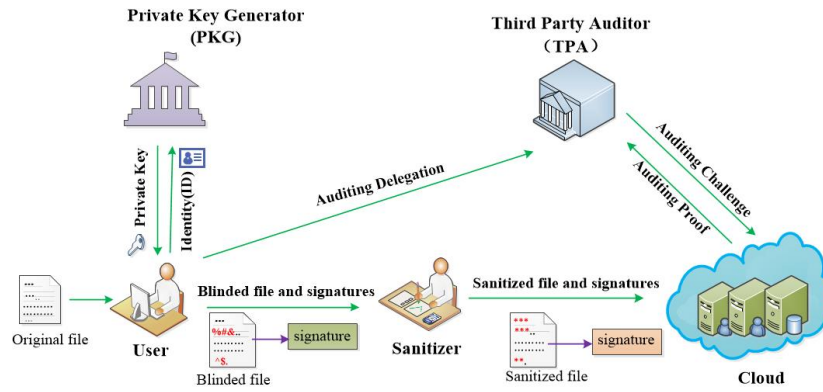 Private Key Generator
(PKG)
Third Party Auditor
（TPA）
Private Key
Identity(ID)
Auditing Delegation
Auditing Challenge
Auditing Proof
Original file
User
Blinded file and signatures
%#&..
^$.
signature
Blinded file
Sanitizer
Sanitized file and signatures
***
***..
**.
signature
Sanitized file
Cloud